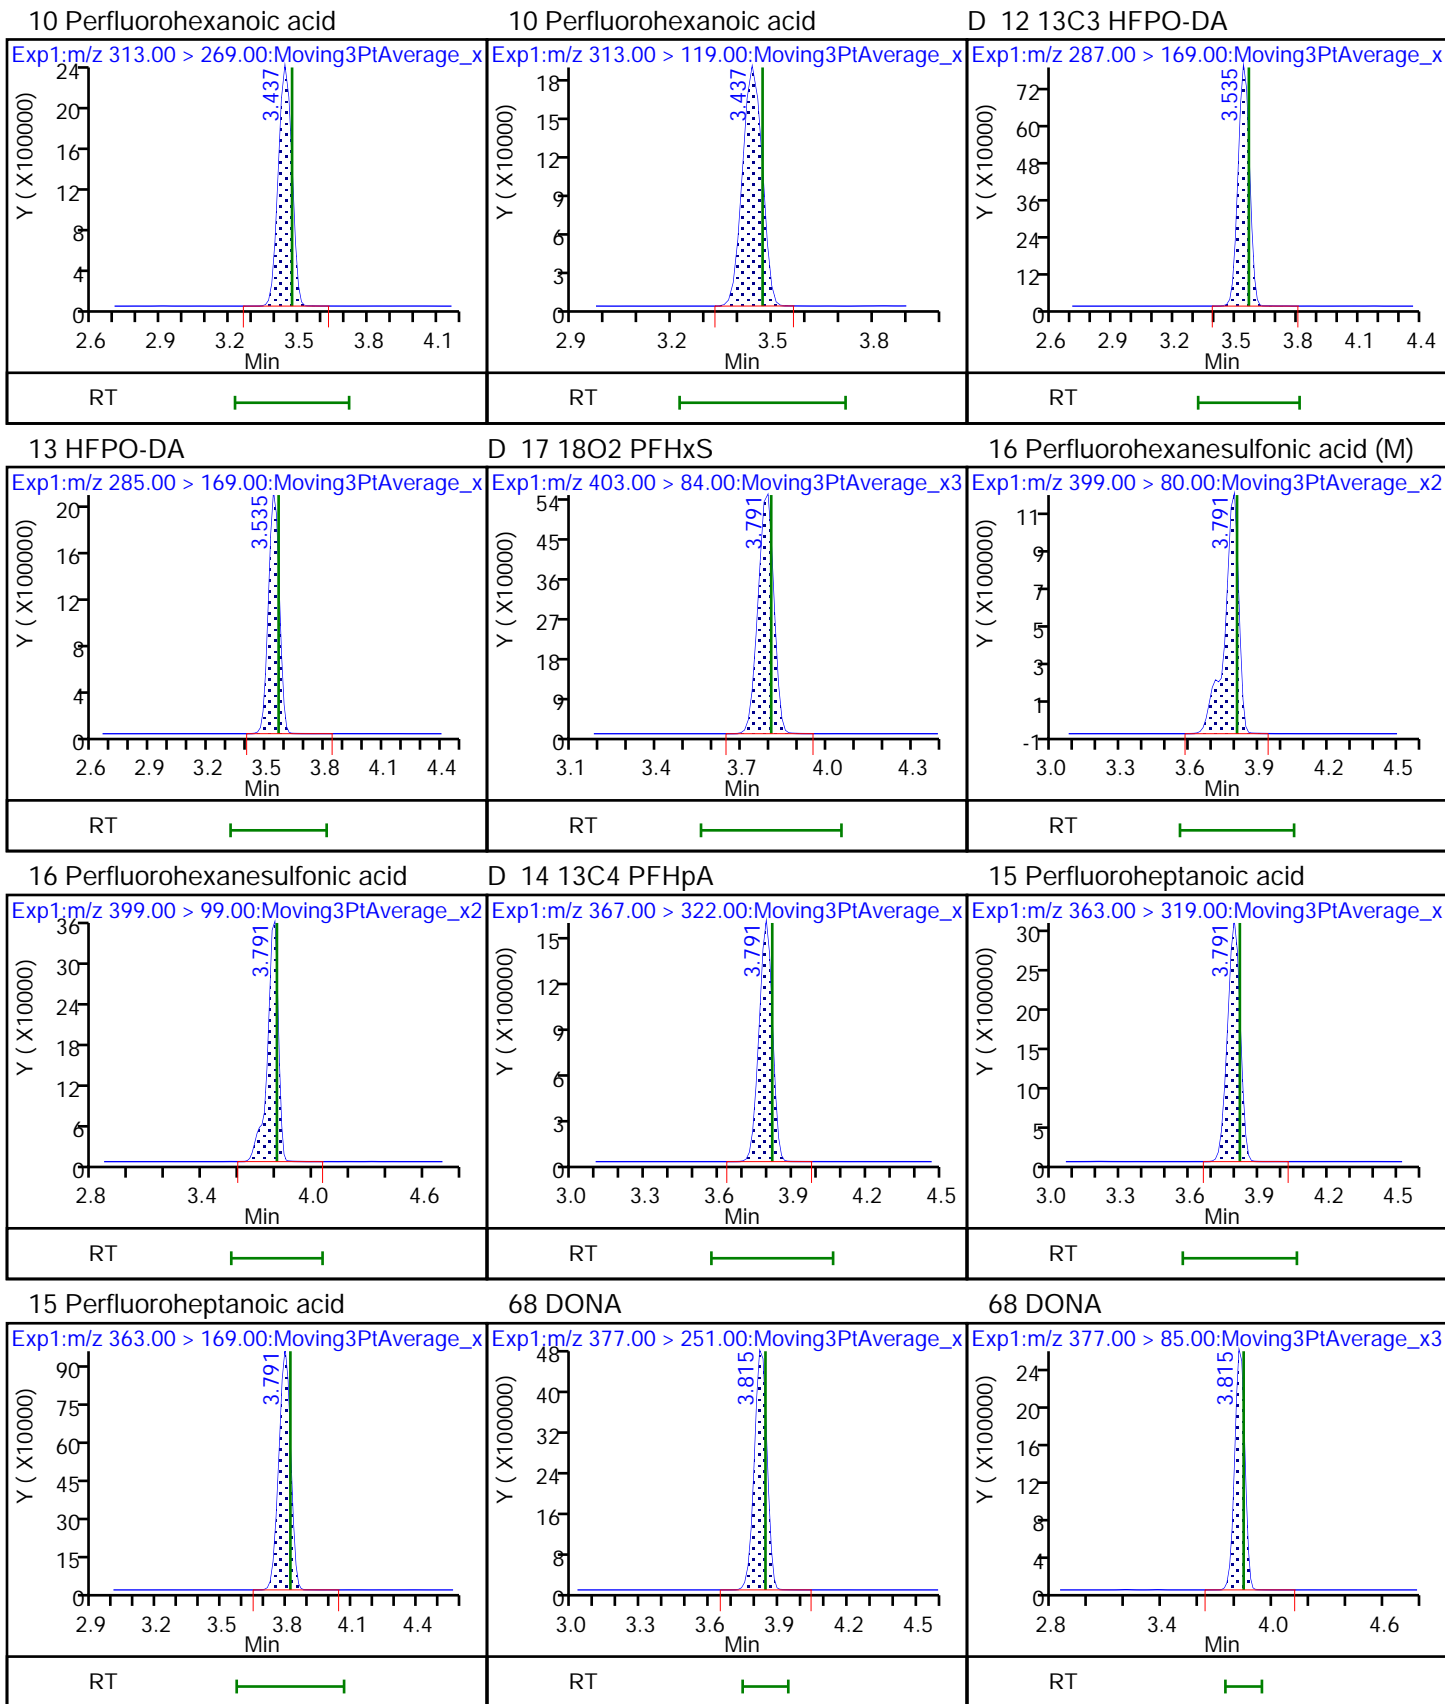 10 Perfluorohexanoic acid
Exp1:m/z 313.00 > 269.00:Moving3PtAverage_x
3.437
Y ( X100000)
24
20
16
12
8
4
0
2.6 2.9 3.2 3.5 3.8 4.1
Min
RT
10 Perfluorohexanoic acid
Exp1:m/z 313.00 > 119.00:Moving3PtAverage_x
3.437
Y ( X10000)
18
15
12
9
6
3
0
2.9 3.2 3.5 3.8
Min
RT
D 12 13C3 HFPO-DA
Exp1:m/z 287.00 > 169.00:Moving3PtAverage_x
3.535
Y ( X10000)
72
60
48
36
24
12
0
2.6 2.9 3.2 3.5 3.8 4.1 4.4
Min
RT
13 HFPO-DA
Exp1:m/z 285.00 > 169.00:Moving3PtAverage_x
3.535
Y ( X100000)
20
16
12
8
4
0
2.6 2.9 3.2 3.5 3.8 4.1 4.4
Min
RT
D 17 18O2 PFHxS
Exp1:m/z 403.00 > 84.00:Moving3PtAverage_x3
3.791
Y ( X10000)
54
45
36
27
18
9
0
3.1 3.4 3.7 4.0 4.3
Min
RT
16 Perfluorohexanesulfonic acid (M)
Exp1:m/z 399.00 > 80.00:Moving3PtAverage_x2
3.791
Y ( X100000)
11
9
7
5
3
1
-1
3.0 3.3 3.6 3.9 4.2 4.5
Min
RT
16 Perfluorohexanesulfonic acid
Exp1:m/z 399.00 > 99.00:Moving3PtAverage_x2
3.791
Y ( X10000)
36
30
24
18
12
6
0
2.8 3.4 4.0 4.6
Min
RT
D 14 13C4 PFHpA
Exp1:m/z 367.00 > 322.00:Moving3PtAverage_x
3.791
Y ( X100000)
15
12
9
6
3
0
3.0 3.3 3.6 3.9 4.2 4.5
Min
RT
15 Perfluoroheptanoic acid
Exp1:m/z 363.00 > 319.00:Moving3PtAverage_x
3.791
Y ( X100000)
30
25
20
15
10
5
0
3.0 3.3 3.6 3.9 4.2 4.5
Min
RT
15 Perfluoroheptanoic acid
Exp1:m/z 363.00 > 169.00:Moving3PtAverage_x
3.791
Y ( X10000)
90
75
60
45
30
15
0
2.9 3.2 3.5 3.8 4.1 4.4
Min
RT
68 DONA
Exp1:m/z 377.00 > 251.00:Moving3PtAverage_x
3.815
Y ( X100000)
48
40
32
24
16
8
0
3.0 3.3 3.6 3.9 4.2 4.5
Min
RT
68 DONA
Exp1:m/z 377.00 > 85.00:Moving3PtAverage_x3
3.815
Y ( X100000)
24
20
16
12
8
4
0
2.8 3.4 4.0 4.6
Min
RT